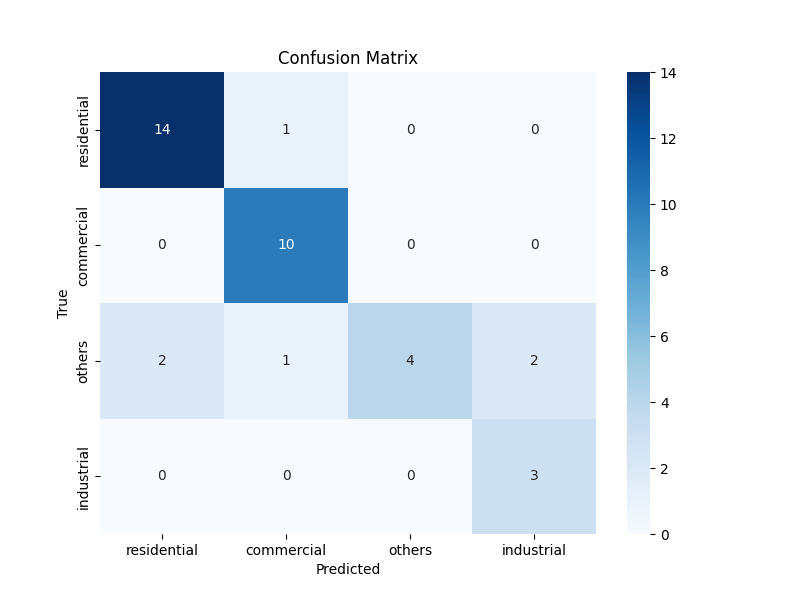 Confusion Matrix
residential 14 1 0 0
commercial 0 10 0 0
others 2 1 4 2
industrial 0 0 0 3
True
residential commercial others industrial
Predicted
14
12
10
8
6
4
2
0